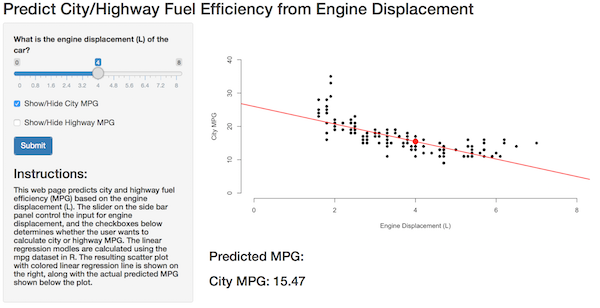 Predict City/Highway Fuel Efficiency from Engine Displacement
What is the engine displacement (L) of the
car?
0 4 8
0 0.8 1.6 2.4 3.2 4 4.8 5.6 6.4 7.2 8
Show/Hide City MPG
Show/Hide Highway MPG
Submit
Instructions:
This web page predicts city and highway fuel
efficiency (MPG) based on the engine
displacement (L). The slider on the side bar
panel control the input for engine
displacement, and the checkboxes below
determines whether the user wants to
calculate city or highway MPG. The linear
regression modles are calculated using the
mpg dataset in R. The resulting scatter plot
with colored linear regression line is shown on
the right, along with the actual predicted MPG
shown below the plot.
City MPG
40
30
20
10
0
0 2 4 6 8
Engine Displacement (L)
Predicted MPG:
City MPG: 15.47